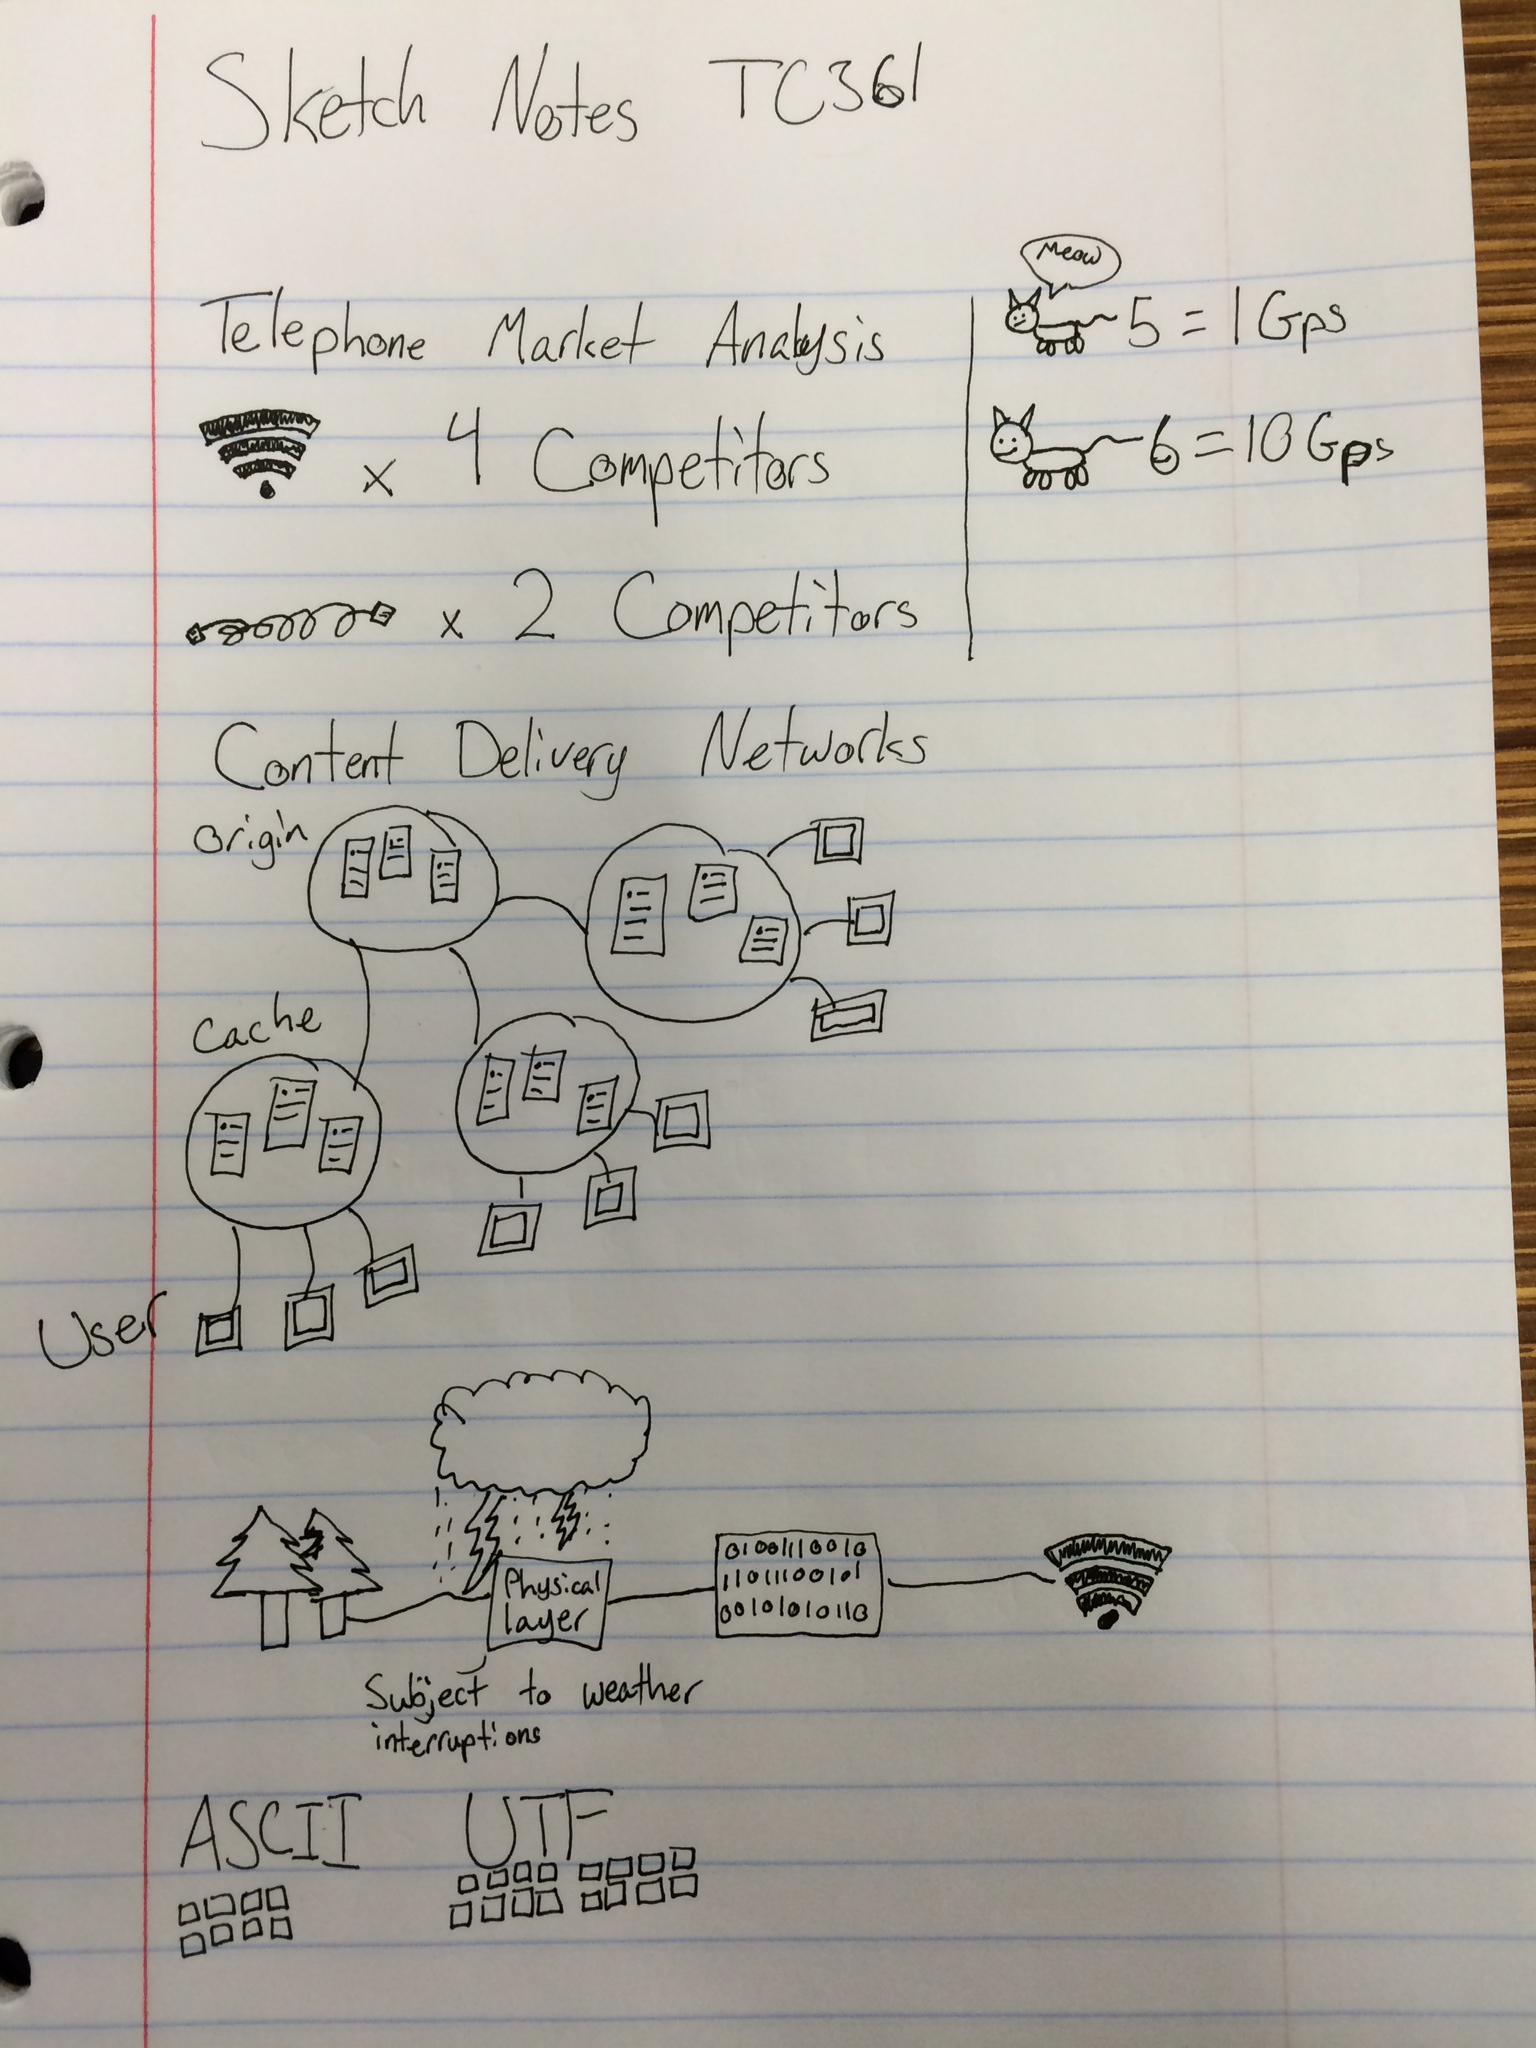 Sketch Notes TC361
Telephone Market Analysis
x 4 Competitors
x 2 Competitors
Meow
5 = 1 Gps
6 = 10 Gps
Content Delivery Networks
Origin
Cache
User
Physical
layer
01001110010
11011100101
00101010110
Subject to weather
interruptions
ASCII UTF